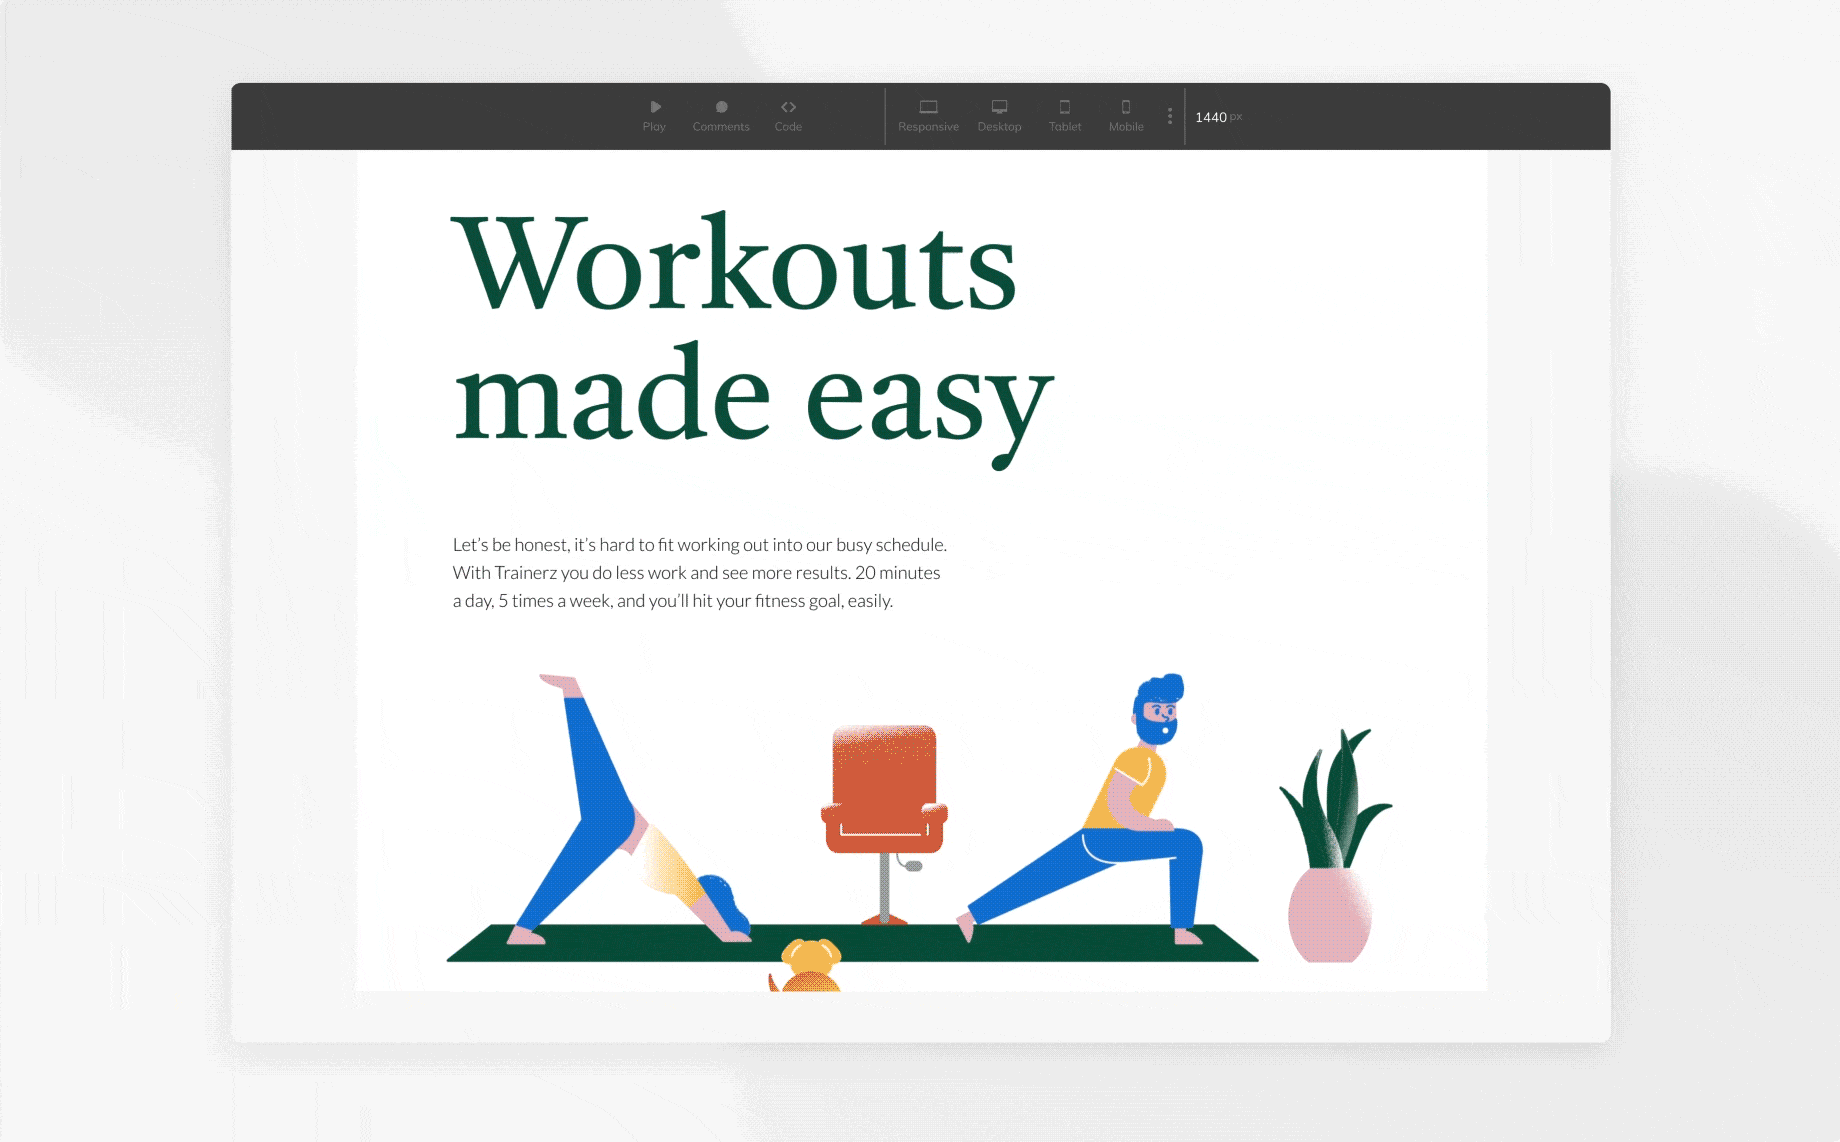 Play Comments Code Responsive Desktop Tablet Mobile 1440 px
Workouts
made easy
Let’s be honest, it’s hard to fit working out into our busy schedule.
With Trainerz you do less work and see more results. 20 minutes
a day, 5 times a week, and you’ll hit your fitness goal, easily.